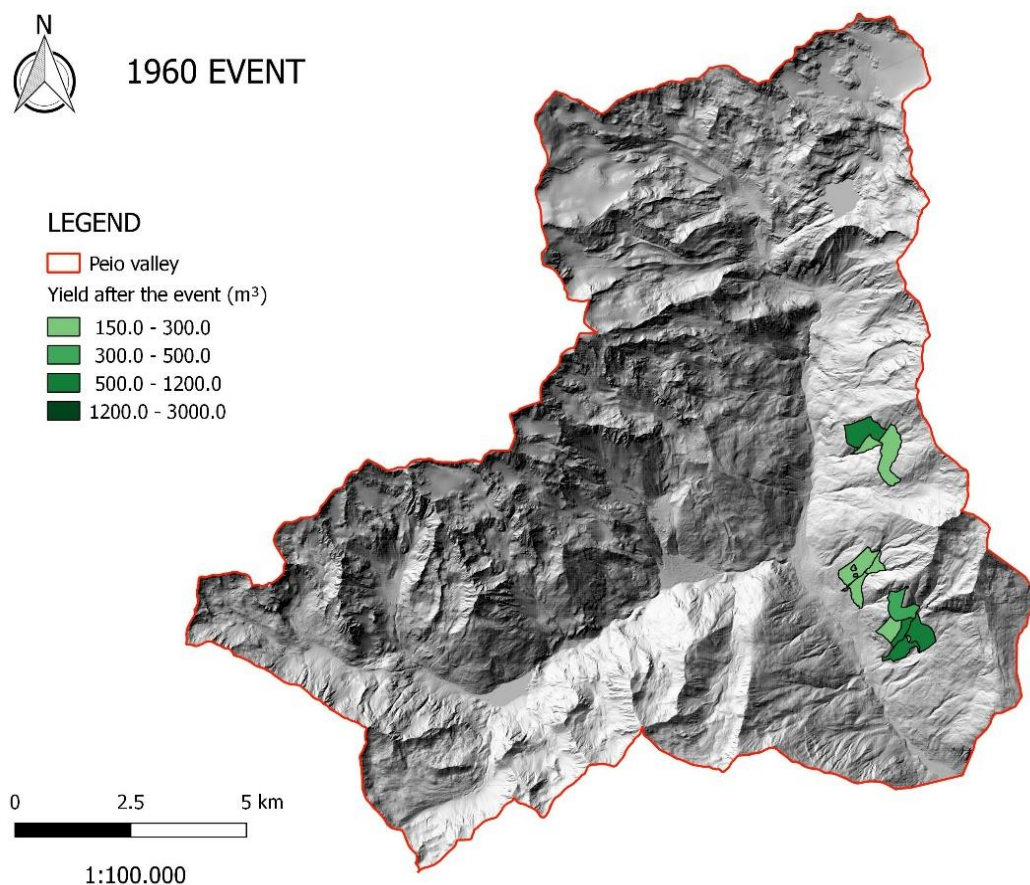 N
1960 EVENT
LEGEND
Peio valley
Yield after the event (m³)
150.0 - 300.0
300.0 - 500.0
500.0 - 1200.0
1200.0 - 3000.0
0 2.5 5 km
1:100.000